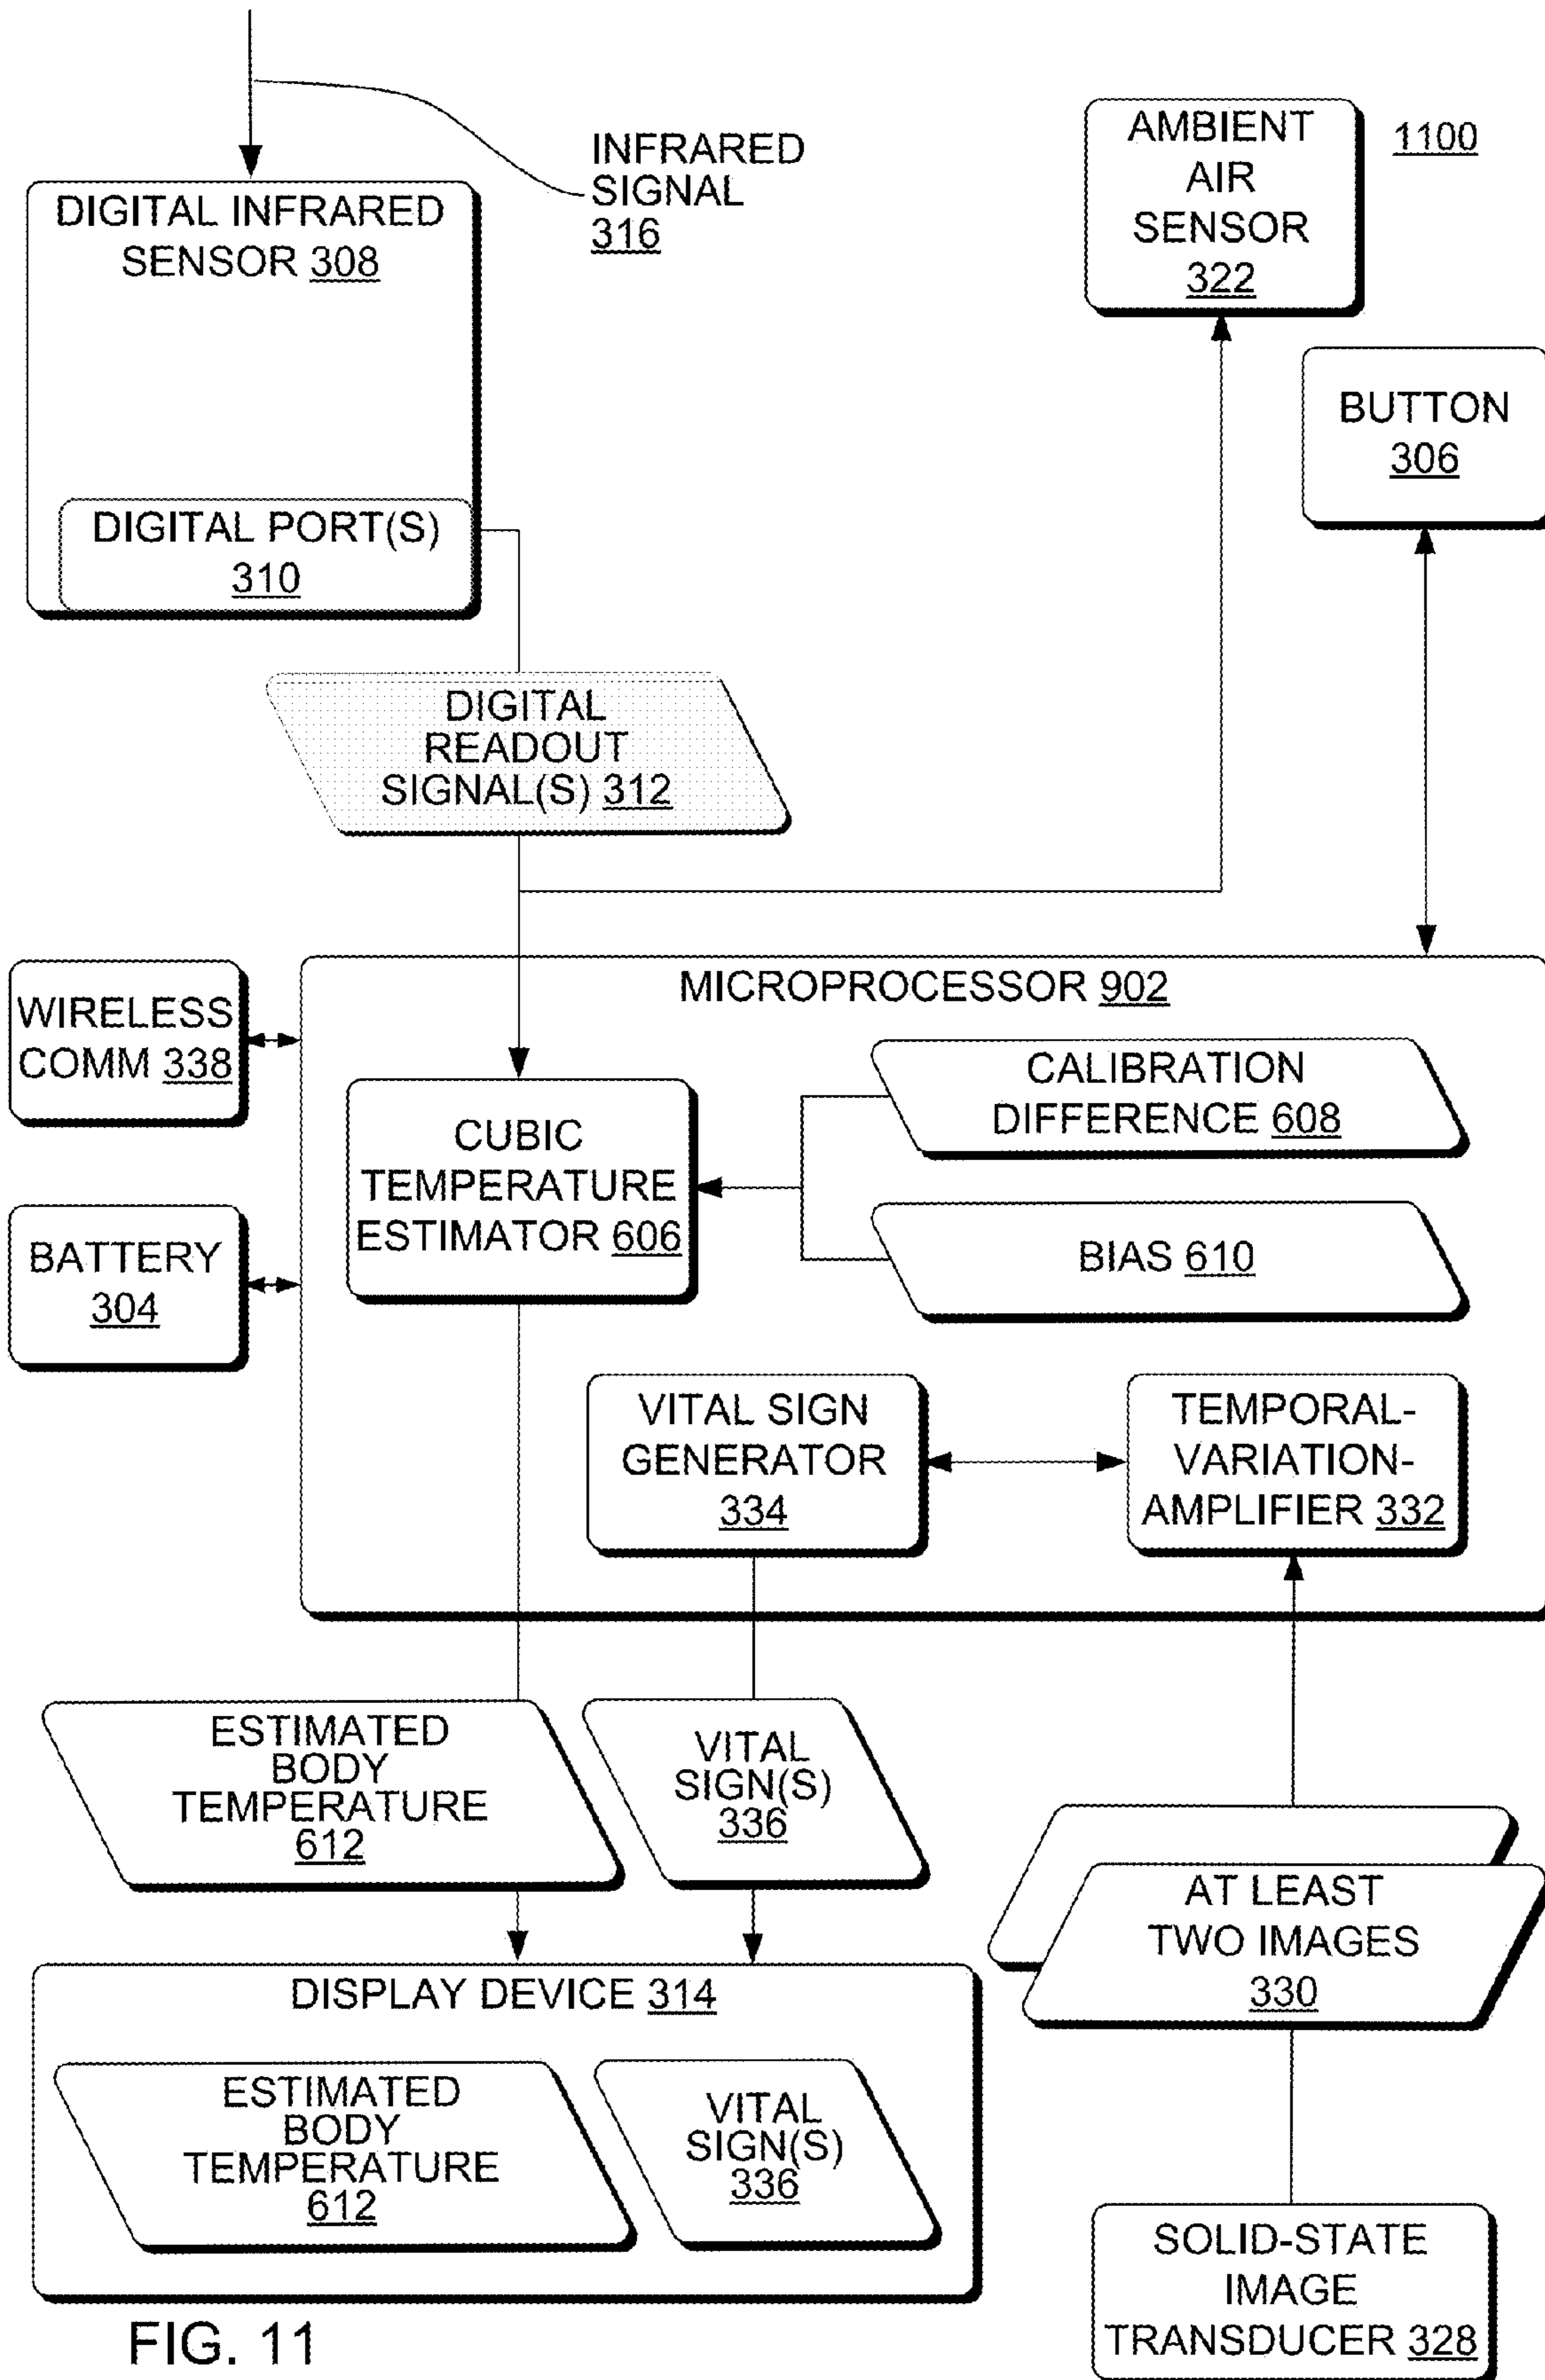 INFRARED
SIGNAL
316
AMBIENT
AIR
SENSOR
322
1100
DIGITAL INFRARED
SENSOR 308
BUTTON
306
DIGITAL PORT(S)
310
DIGITAL
READOUT
SIGNAL(S) 312
MICROPROCESSOR 902
WIRELESS
COMM 338
CALIBRATION
DIFFERENCE 608
CUBIC
TEMPERATURE
ESTIMATOR 606
BATTERY
304
BIAS 610
VITAL SIGN
GENERATOR
334
TEMPORAL-
VARIATION-
AMPLIFIER 332
ESTIMATED
BODY
TEMPERATURE
612
VITAL
SIGN(S)
336
AT LEAST
TWO IMAGES
330
DISPLAY DEVICE 314
ESTIMATED
BODY
TEMPERATURE
612
VITAL
SIGN(S)
336
SOLID-STATE
IMAGE
TRANSDUCER 328
FIG. 11